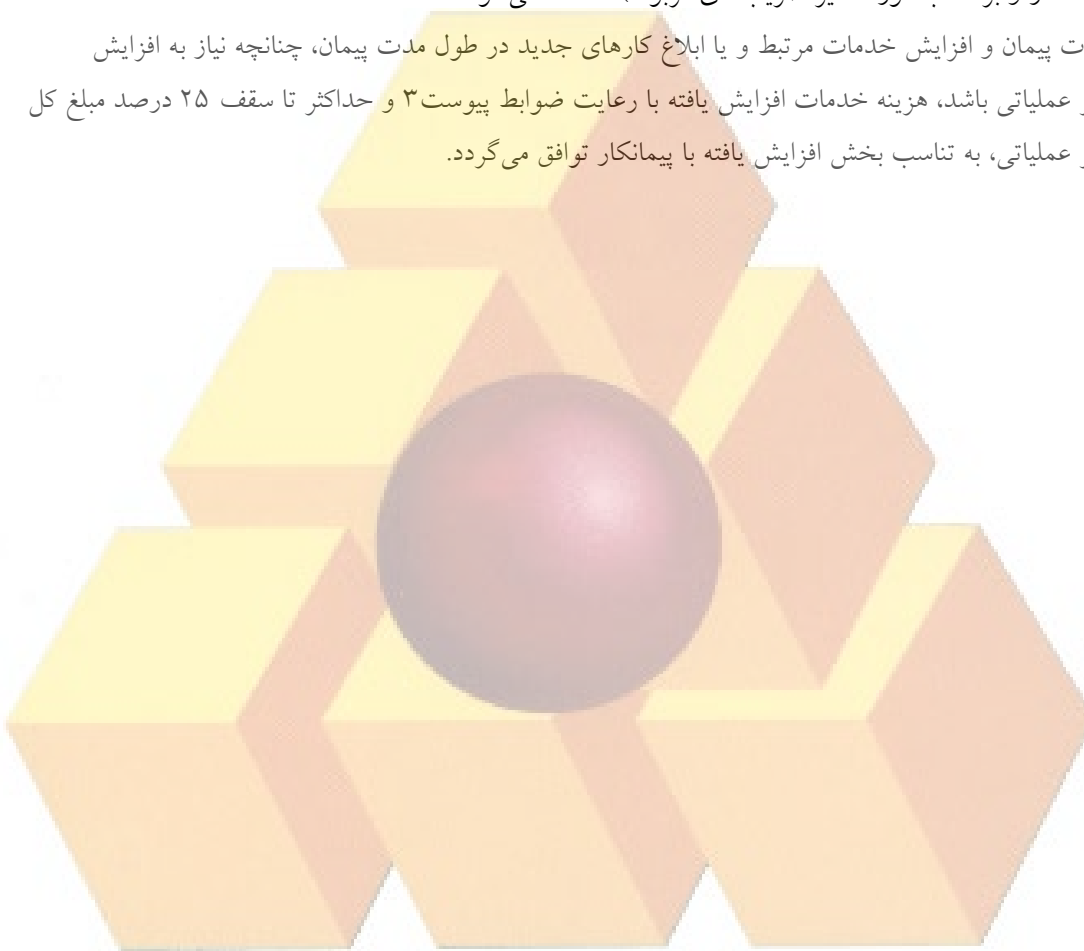 ت پیمان و افزایش خدمات مرتبط و یا ابلاغ کارهای جدید در طول مدت پیمان، چنانچه نیاز به افزایش
عملیاتی باشد، هزینه خدمات افزایش یافته با رعایت ضوابط پیوست۳ و حداکثر تا سقف ۲۵ درصد مبلغ کل
عملیاتی، به تناسب بخش افزایش یافته با پیمانکار توافق می‌گردد.